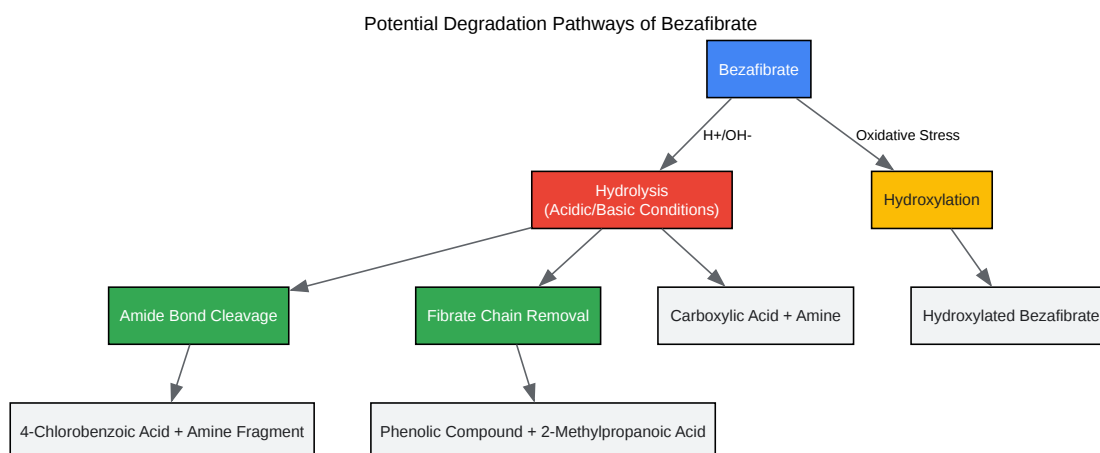 Potential Degradation Pathways of Bezafibrate
Bezafibrate
H+/OH-
Oxidative Stress
Hydrolysis
(Acidic/Basic Conditions)
Hydroxylation
Amide Bond Cleavage
Fibrate Chain Removal
Carboxylic Acid + Amine
Hydroxylated Bezafibrate
4-Chlorobenzoic Acid + Amine Fragment
Phenolic Compound + 2-Methylpropanoic Acid